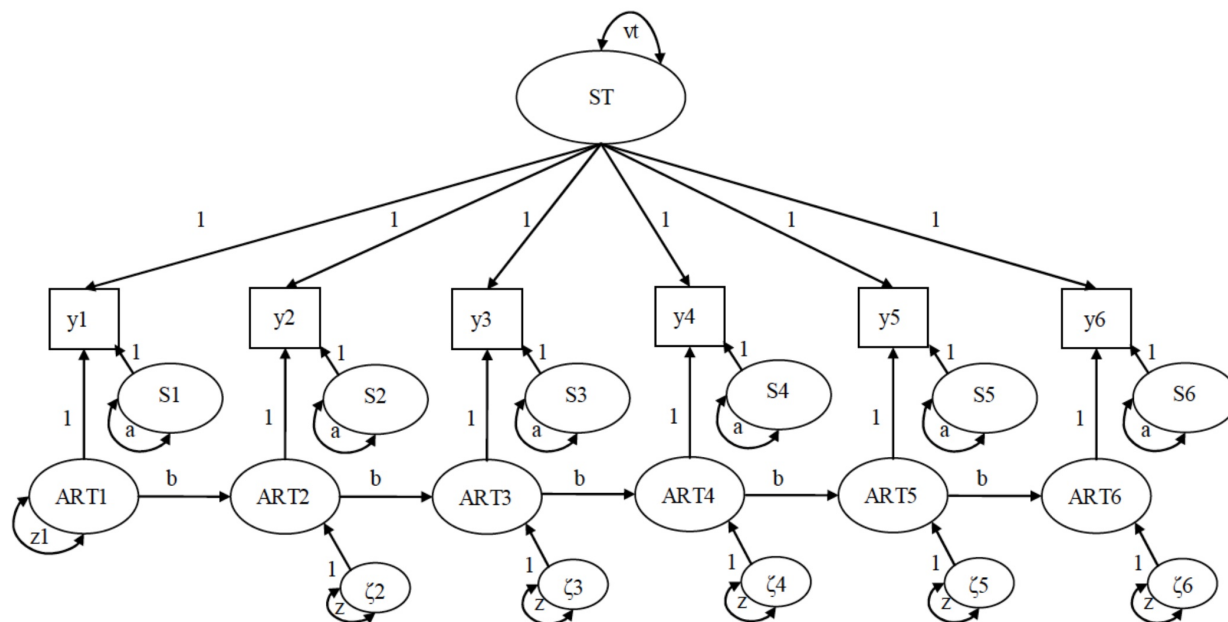 vt
ST
1 1 1 1 1 1
y1 y2 y3 y4 y5 y6
1 1 1 1 1 1
S1 S2 S3 S4 S5 S6
1 1 1 1 1 1
a a a a a a
b b b b b
ART1 ART2 ART3 ART4 ART5 ART6
z1
1 1 1 1 1
ζ2 ζ3 ζ4 ζ5 ζ6
z z z z z